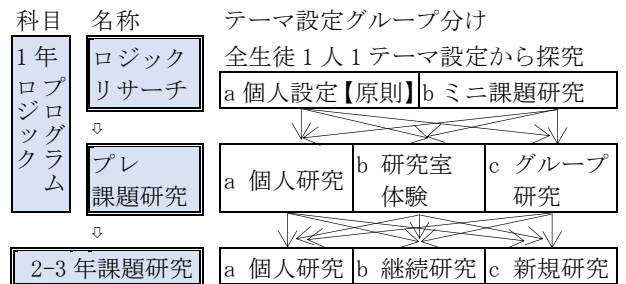 科目 名称 テーマ設定グループ分け
1年
ロジック
プログラム
ロジック
リサーチ
全生徒1人1テーマ設定から探究
a 個人設定【原則】 b ミニ課題研究
⇩
プレ
課題研究
a 個人研究
b 研究室
体験
c グループ
研究
⇩
2-3年課題研究 a 個人研究 b 継続研究 c 新規研究